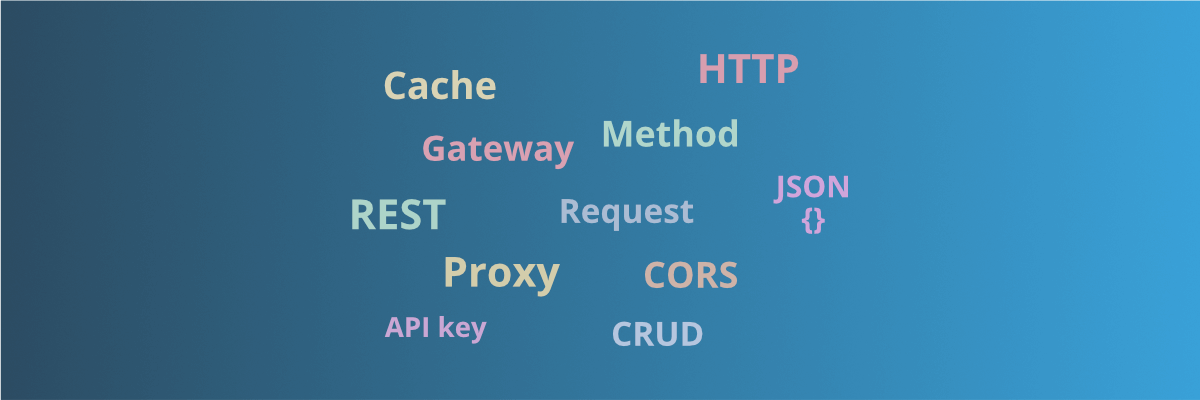 HTTP
Cache
Method
Gateway
JSON
{}
REST
Request
Proxy
CORS
API key
CRUD